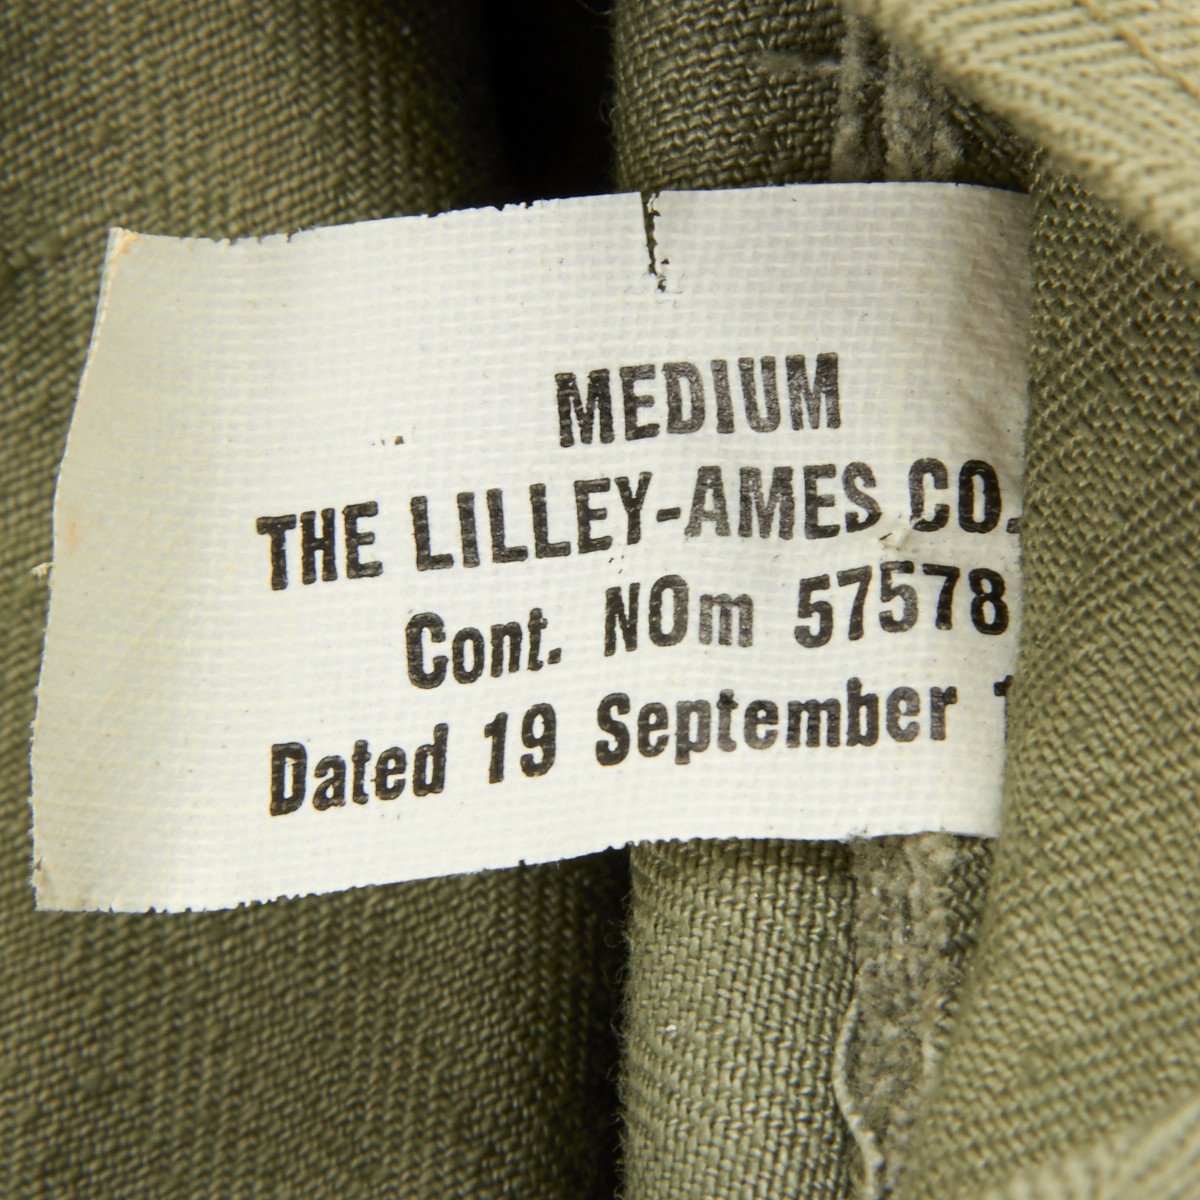 MEDIUM
THE LILLEY-AMES CO.
Cont. NOm 57578
Dated 19 September